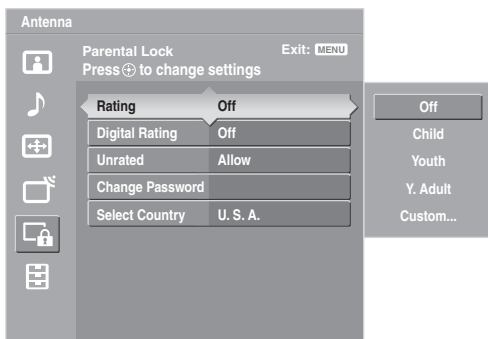 Antenna
Parental Lock Exit: MENU
Press to change settings
Rating Off
Digital Rating Off
Unrated Allow
Change Password
Select Country U. S. A.
Off
Child
Youth
Y. Adult
Custom...